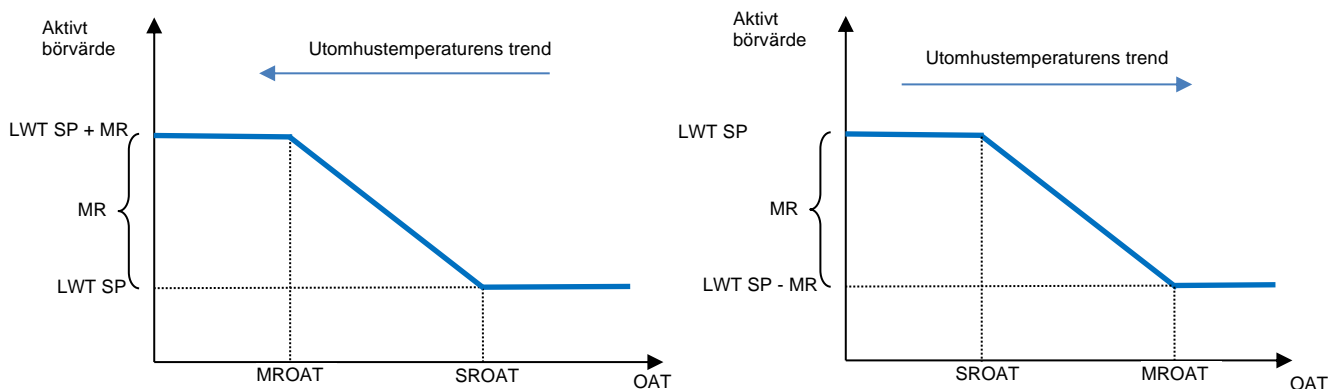 Aktivt
börvärde
Utomhustemperaturens trend
LWT SP + MR
MR
LWT SP
MROAT
SROAT
OAT
Aktivt
börvärde
Utomhustemperaturens trend
LWT SP
MR
LWT SP - MR
SROAT
MROAT
OAT